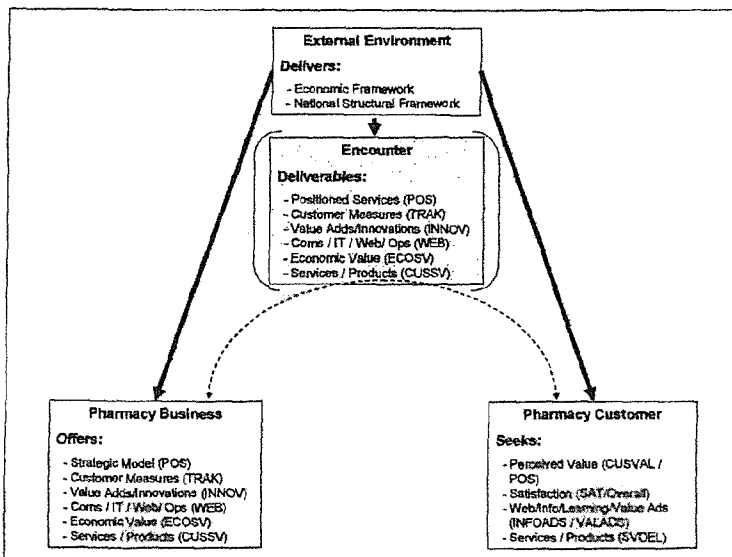 External Environment
Delivers:
- Economic Framework
- National Structural Framework
Encounter
Deliverables:
- Positioned Services (POS)
- Customer Measures (TRAK)
- Value Adds/Innovations (INNOV)
- Coms / IT / Web/ Ops (WEB)
- Economic Value (ECOSV)
- Services / Products (CUSSV)
Pharmacy Business
Offers:
- Strategic Model (POS)
- Customer Measures (TRAK)
- Value Adds/Innovations (INNOV)
- Coms / IT / Web/ Ops (WEB)
- Economic Value (ECOSV)
- Services / Products (CUSSV)
Pharmacy Customer
Seeks:
- Perceived Value (CUSVAL /
POS)
- Satisfaction (SAT/Overall)
- Web/Info/Learning/Value Ads
(INFOADS / VALADS)
- Services / Products (SVDEL)